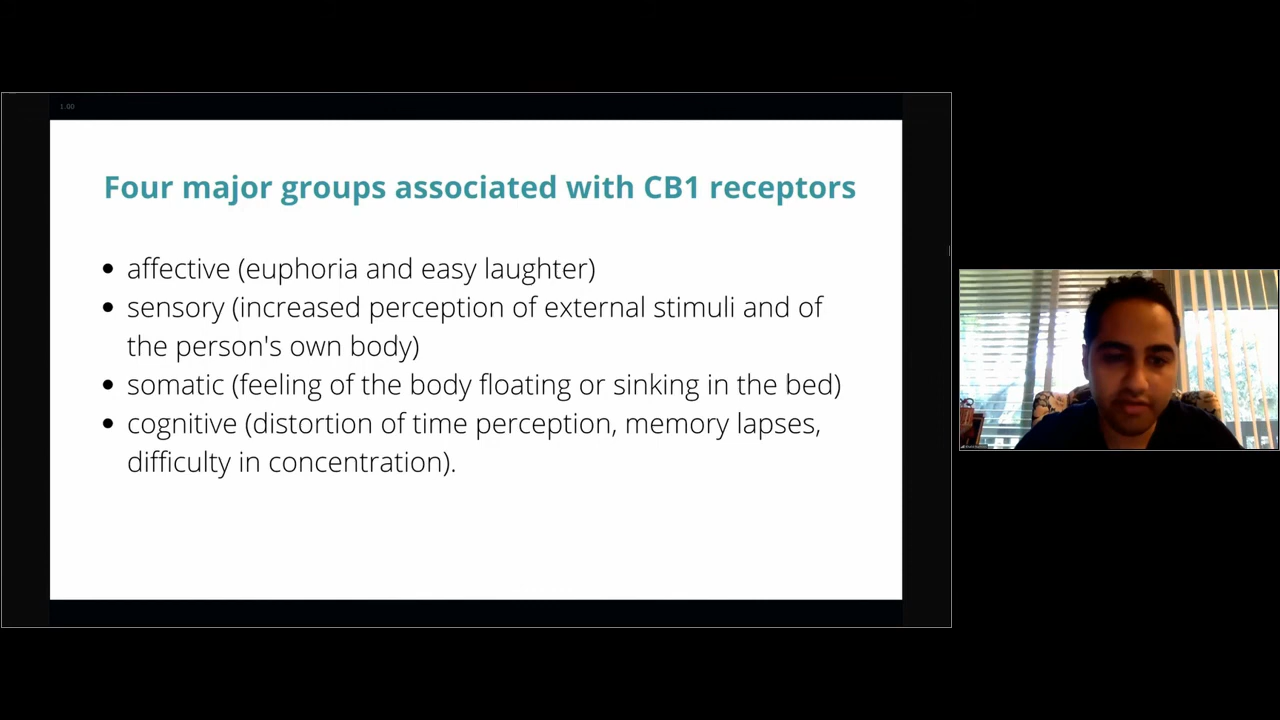 1.00
Four major groups associated with CB1 receptors
• affective (euphoria and easy laughter)
• sensory (increased perception of external stimuli and of
the person's own body)
• somatic (feeling of the body floating or sinking in the bed)
• cognitive (distortion of time perception, memory lapses,
difficulty in concentration).